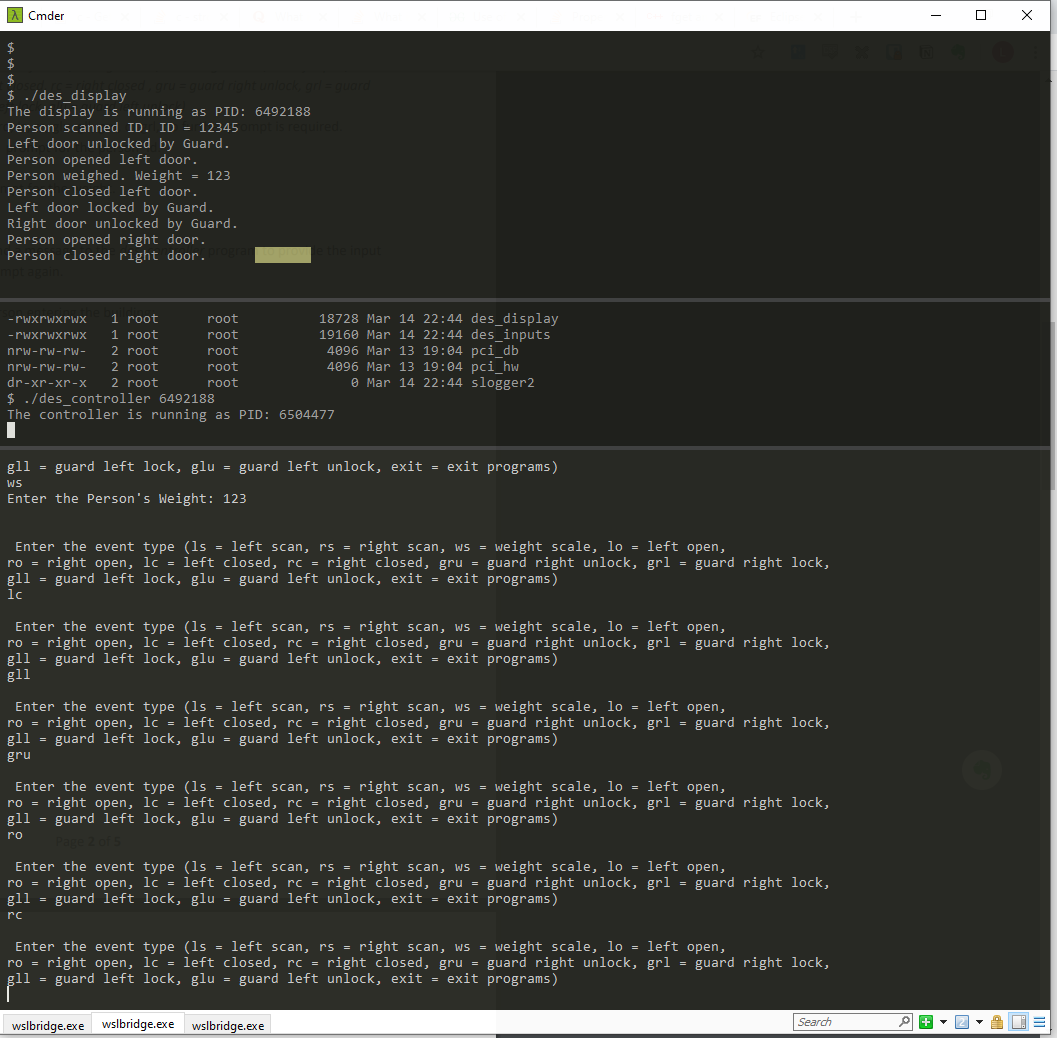 Cmder
$
$
$
$ ./des_display
The display is running as PID: 6492188
Person scanned ID. ID = 12345
Left door unlocked by Guard.
Person opened left door.
Person weighed. Weight = 123
Person closed left door.
Left door locked by Guard.
Right door unlocked by Guard.
Person opened right door.
Person closed right door.
-rwxrwxrwx   1 root      root          18728 Mar 14 22:44 des_display
-rwxrwxrwx   1 root      root          19160 Mar 14 22:44 des_inputs
nrw-rw-rw-   2 root      root           4096 Mar 13 19:04 pci_db
nrw-rw-rw-   2 root      root           4096 Mar 13 19:04 pci_hw
dr-xr-xr-x   2 root      root              0 Mar 14 22:44 slogger2
$ ./des_controller 6492188
The controller is running as PID: 6504477
gll = guard left lock, glu = guard left unlock, exit = exit programs)
ws
Enter the Person's Weight: 123
Enter the event type (ls = left scan, rs = right scan, ws = weight scale, lo = left open,
ro = right open, lc = left closed, rc = right closed, gru = guard right unlock, grl = guard right lock,
gll = guard left lock, glu = guard left unlock, exit = exit programs)
lc
Enter the event type (ls = left scan, rs = right scan, ws = weight scale, lo = left open,
ro = right open, lc = left closed, rc = right closed, gru = guard right unlock, grl = guard right lock,
gll = guard left lock, glu = guard left unlock, exit = exit programs)
gll
Enter the event type (ls = left scan, rs = right scan, ws = weight scale, lo = left open,
ro = right open, lc = left closed, rc = right closed, gru = guard right unlock, grl = guard right lock,
gll = guard left lock, glu = guard left unlock, exit = exit programs)
gru
Enter the event type (ls = left scan, rs = right scan, ws = weight scale, lo = left open,
ro = right open, lc = left closed, rc = right closed, gru = guard right unlock, grl = guard right lock,
gll = guard left lock, glu = guard left unlock, exit = exit programs)
ro
Page 2 of 5
Enter the event type (ls = left scan, rs = right scan, ws = weight scale, lo = left open,
ro = right open, lc = left closed, rc = right closed, gru = guard right unlock, grl = guard right lock,
gll = guard left lock, glu = guard left unlock, exit = exit programs)
rc
Enter the event type (ls = left scan, rs = right scan, ws = weight scale, lo = left open,
ro = right open, lc = left closed, rc = right closed, gru = guard right unlock, grl = guard right lock,
gll = guard left lock, glu = guard left unlock, exit = exit programs)
wslbridge.exe wslbridge.exe wslbridge.exe Search